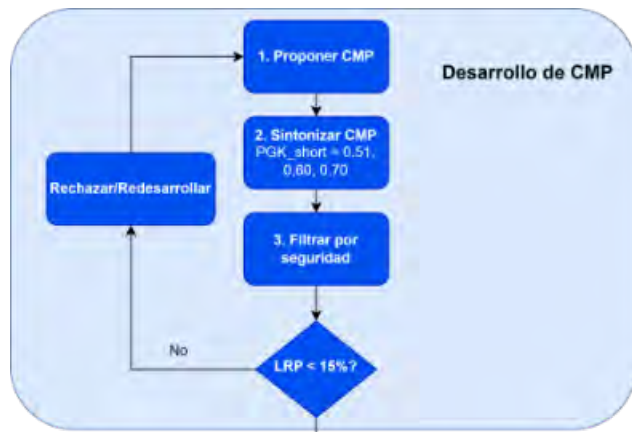 1. Proponer CMP
Desarrollo de CMP
2. Sintonizar CMP
PGK_short = 0.51,
0,60, 0.70
Rechazar/Redesarrollar
3. Filtrar por
seguridad
No
LRP < 15%?